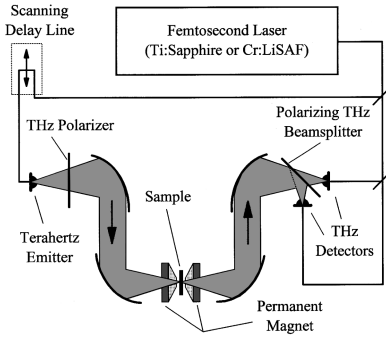 Scanning
Delay Line
Femtosecond Laser
(Ti:Sapphire or Cr:LiSAF)
THz Polarizer
Polarizing THz
Beamsplitter
Sample
Terahertz
Emitter
THz
Detectors
Permanent
Magnet